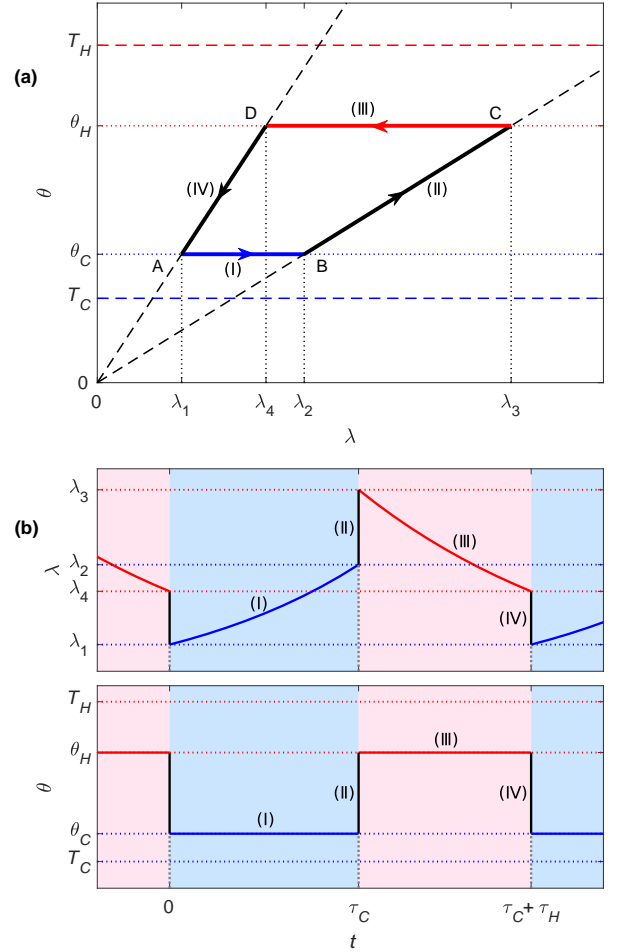 (a)
T_H
θ_H
θ
θ_C
T_C
0
D
(III)
C
(IV)
(II)
A
(I)
B
0
λ_1
λ_4
λ_2
λ_3
λ
(b)
λ_3
λ_2
λ_4
λ_1
λ
(I)
(II)
(III)
(IV)
T_H
θ_H
θ
θ_C
T_C
(I)
(II)
(III)
(IV)
0
τ_C
τ_C + τ_H
t